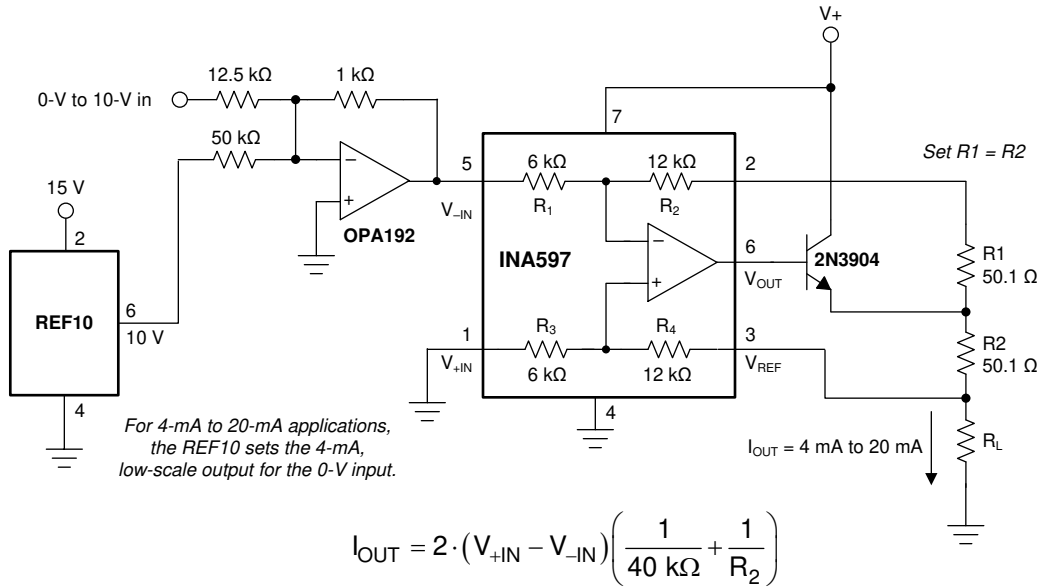 V+
12.5 kΩ
1 kΩ
0-V to 10-V in
7
50 kΩ
5
6 kΩ
12 kΩ
2
Set R1 = R2
15 V
V–IN
R1
R2
OPA192
2
INA597
6
2N3904
R1
50.1 Ω
VOUT
REF10
6
10 V
1
R3
R4
3
R2
50.1 Ω
V+IN
6 kΩ
12 kΩ
VREF
4
4
For 4-mA to 20-mA applications,
the REF10 sets the 4-mA,
low-scale output for the 0-V input.
IOUT = 4 mA to 20 mA
RL
IOUT = 2·(V+IN − V−IN)(1/40 kΩ + 1/R2)